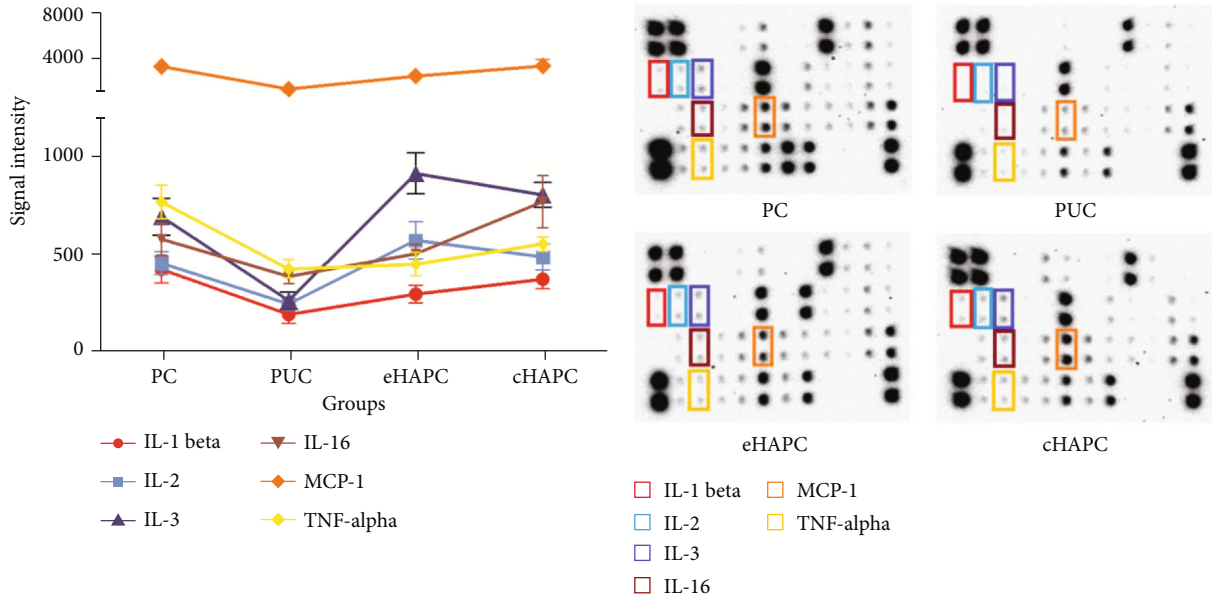 8000
4000
1000
500
0
Signal intensity
PC PUC eHAPC cHAPC
Groups
IL-1 beta IL-16
IL-2 MCP-1
IL-3 TNF-alpha
PC PUC
eHAPC cHAPC
IL-1 beta MCP-1
IL-2 TNF-alpha
IL-3
IL-16